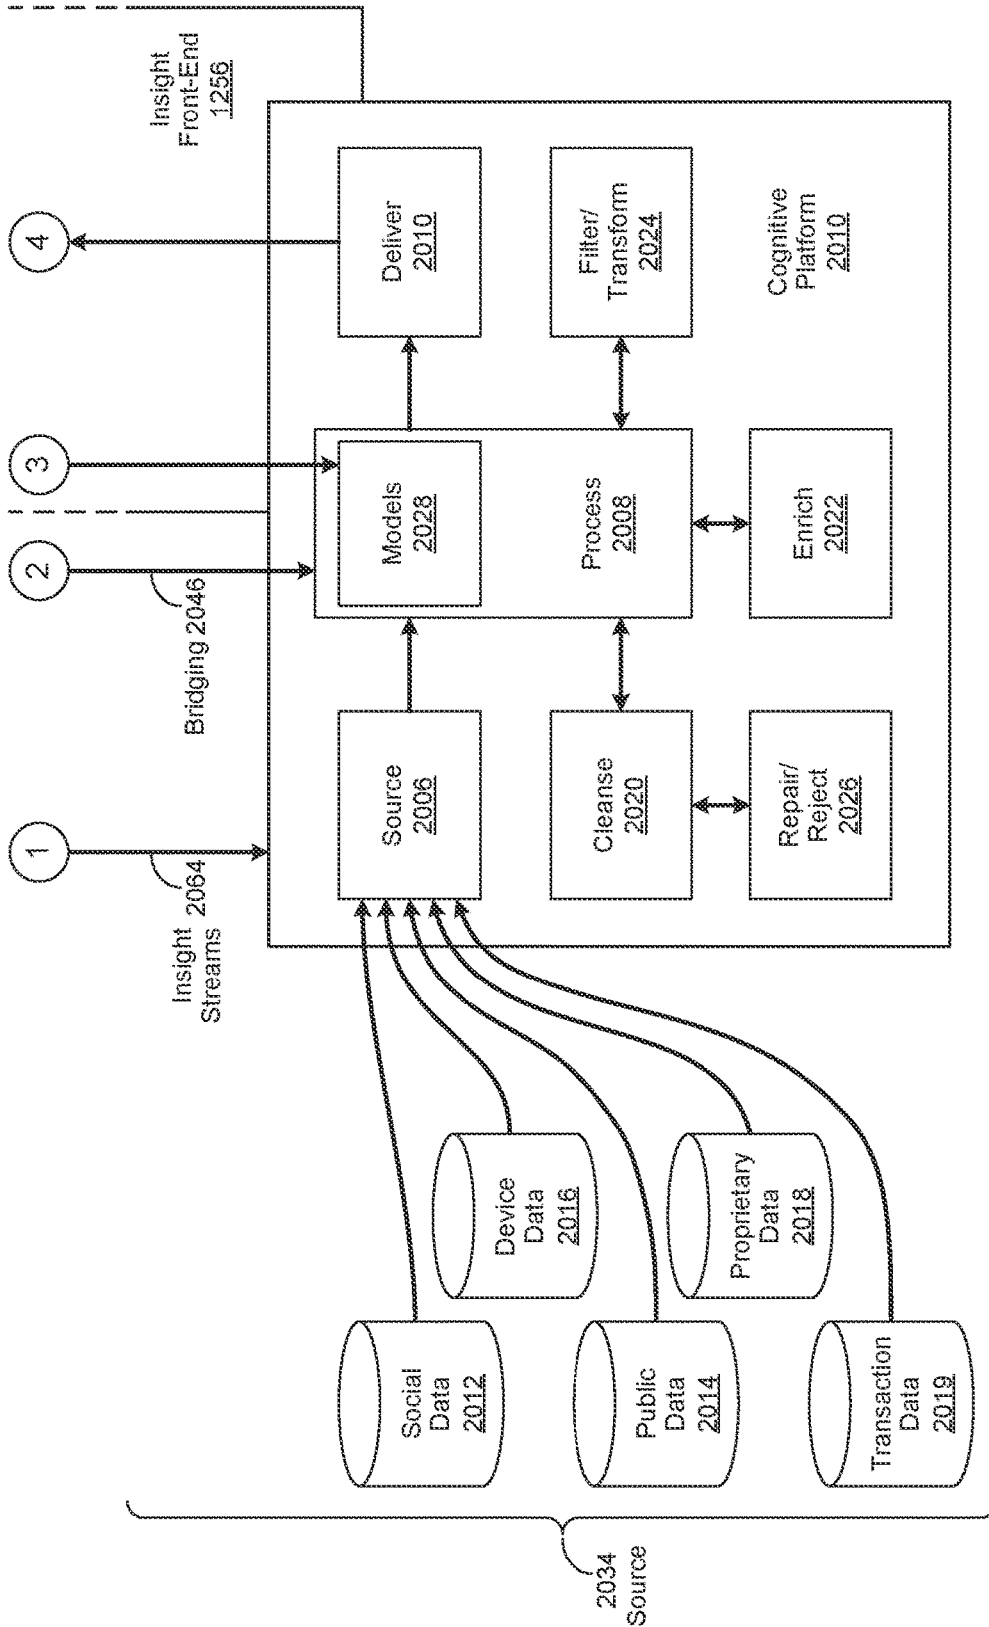 1
2
3
4
Insight
Front-End
1256
Insight
Streams
2064
Bridging 2046
Source
2006
Models
2028
Process
2008
Deliver
2010
Cleanse
2020
Filter/
Transform
2024
Repair/
Reject
2026
Enrich
2022
Cognitive
Platform
2010
Social
Data
2012
Device
Data
2016
Public
Data
2014
Proprietary
Data
2018
Transaction
Data
2019
2034
Source